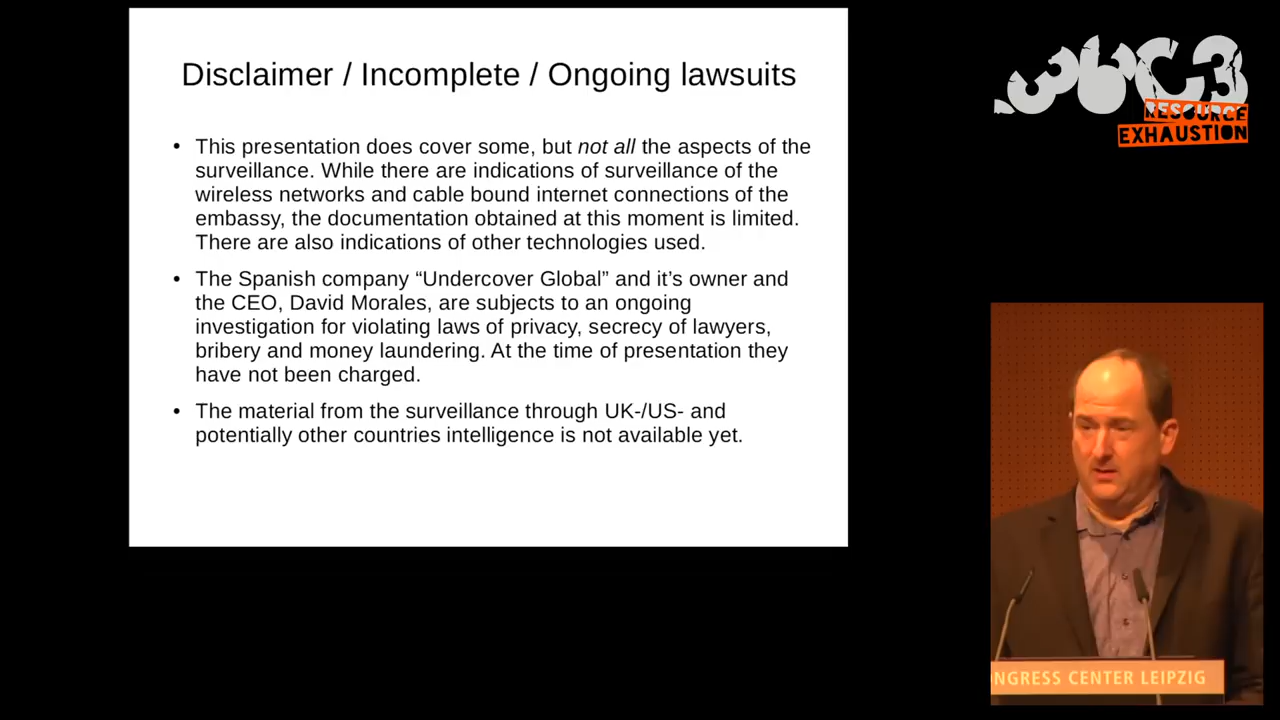 Disclaimer / Incomplete / Ongoing lawsuits
• This presentation does cover some, but not all the aspects of the
surveillance. While there are indications of surveillance of the
wireless networks and cable bound internet connections of the
embassy, the documentation obtained at this moment is limited.
There are also indications of other technologies used.
• The Spanish company “Undercover Global” and it’s owner and
the CEO, David Morales, are subjects to an ongoing
investigation for violating laws of privacy, secrecy of lawyers,
bribery and money laundering. At the time of presentation they
have not been charged.
• The material from the surveillance through UK-/US- and
potentially other countries intelligence is not available yet.
36C3
RESOURCE
EXHAUSTION
ONGRESS CENTER LEIPZIG